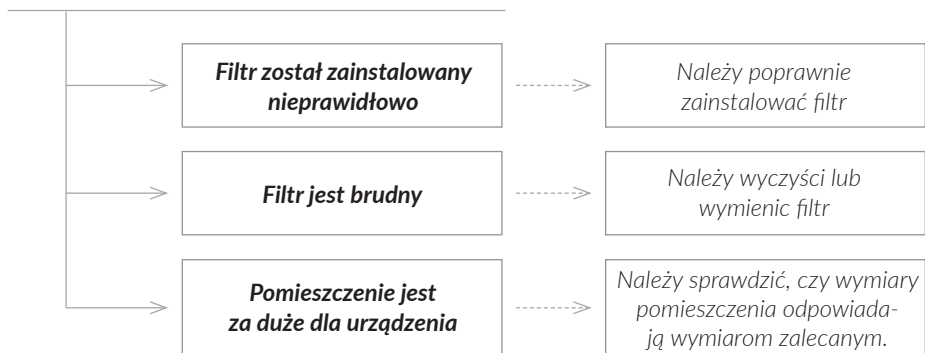 Filtr został zainstalowany
nieprawidłowo
Należy poprawnie
zainstalować filtr
Filtr jest brudny
Należy wyczyści lub
wymienic filtr
Pomieszczenie jest
za duże dla urządzenia
Należy sprawdzić, czy wymiary
pomieszczenia odpowiada-
ją wymiarom zalecanym.